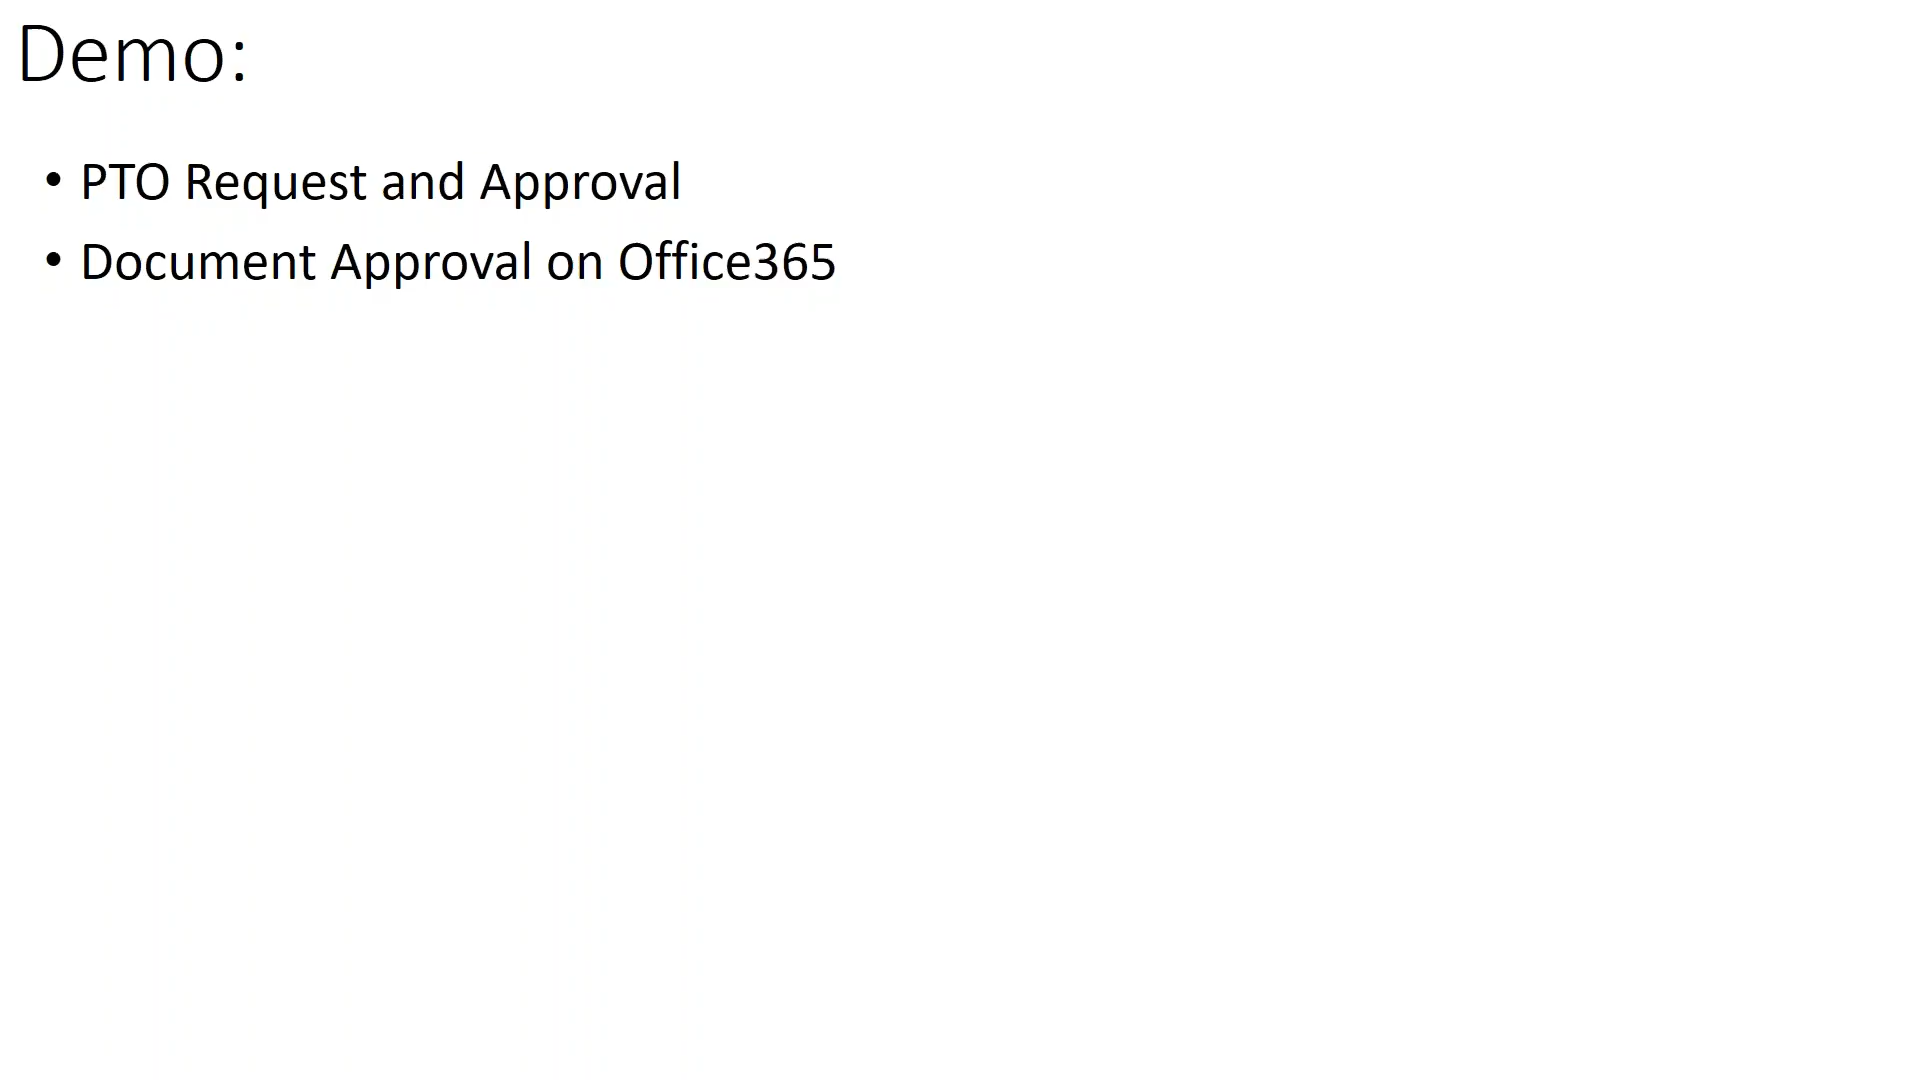 Demo:
• PTO Request and Approval
• Document Approval on Office365